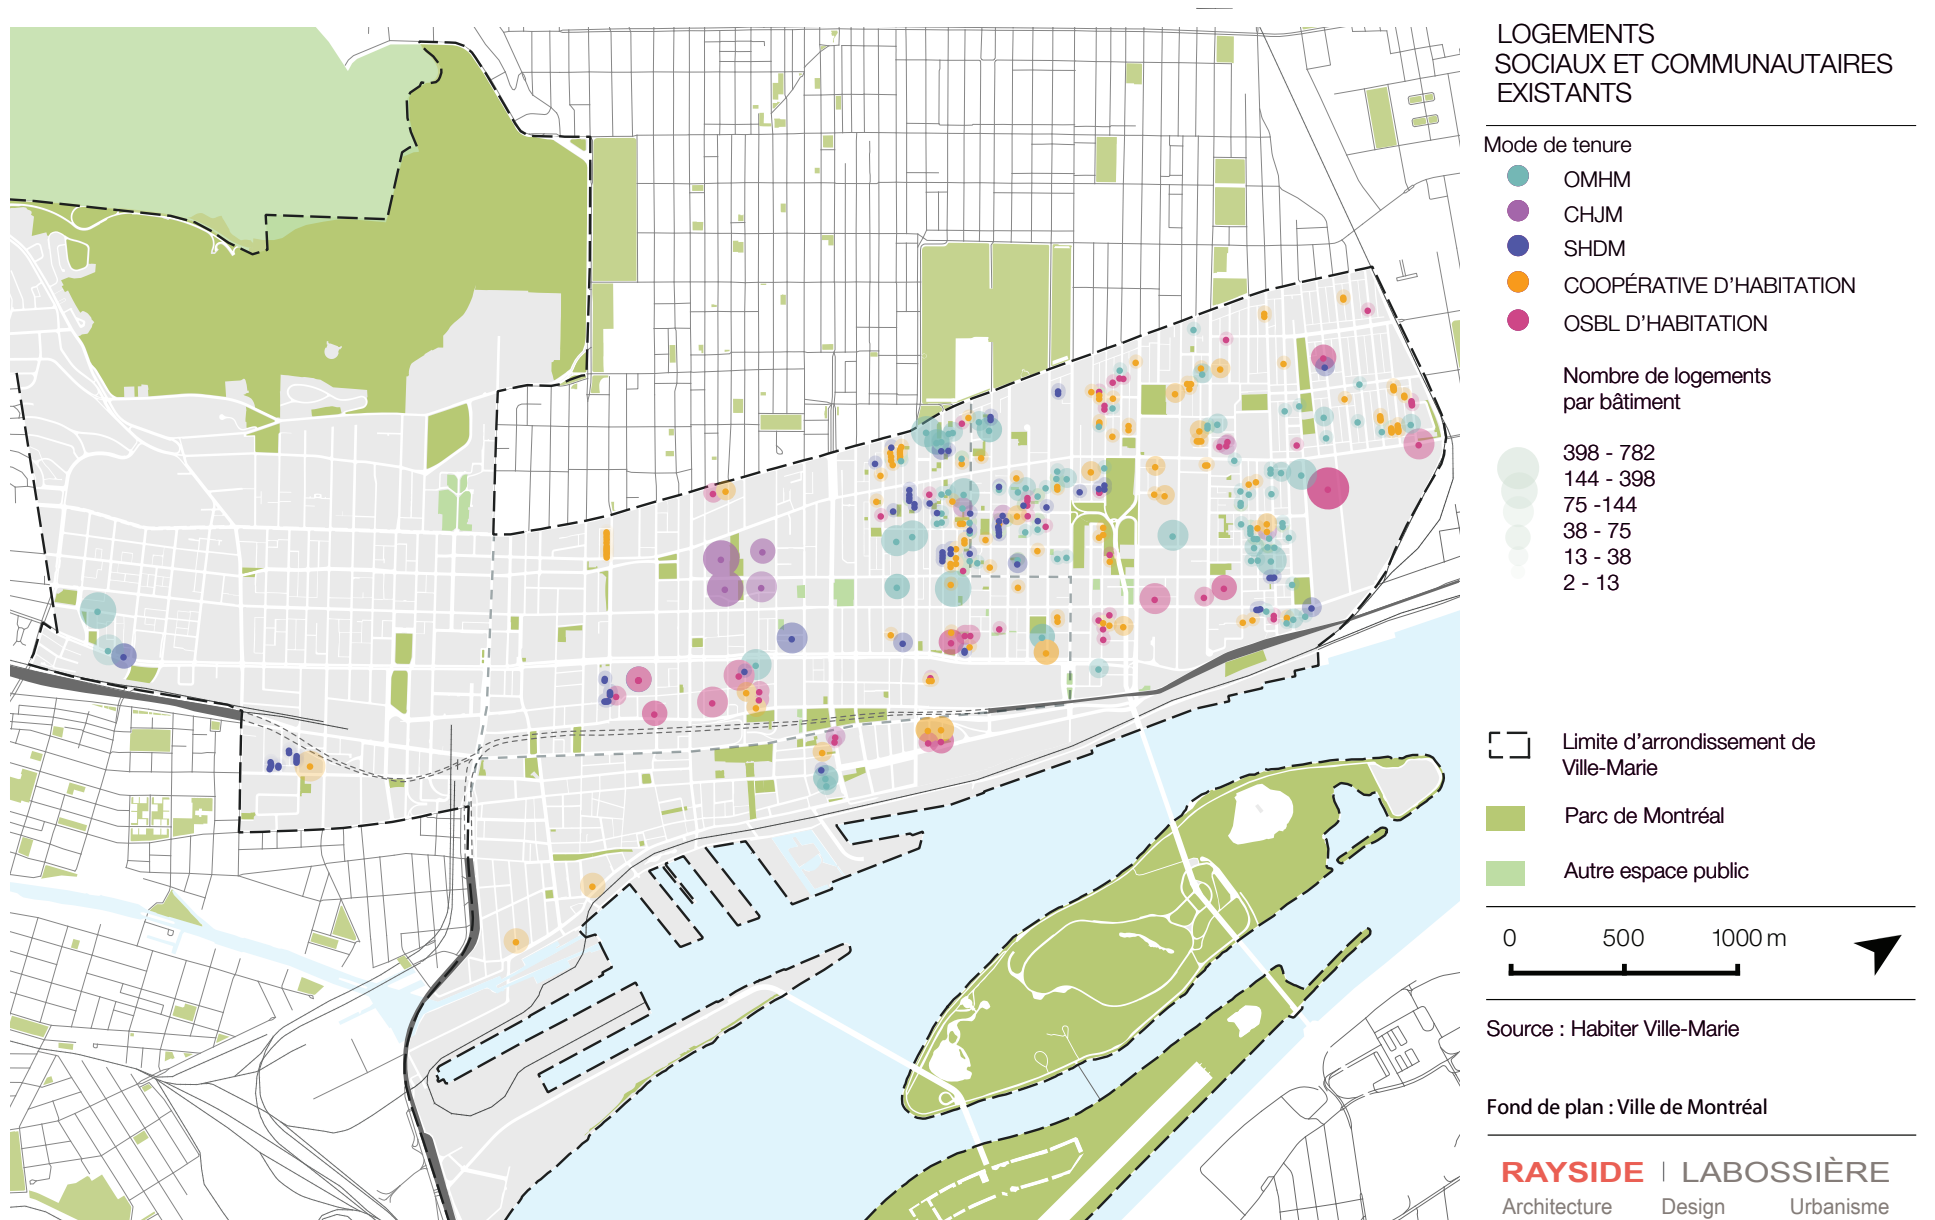 LOGEMENTS
SOCIAUX ET COMMUNAUTAIRES
EXISTANTS
Mode de tenure
OMHM
CHJM
SHDM
COOPÉRATIVE D'HABITATION
OSBL D'HABITATION
Nombre de logements
par bâtiment
398 - 782
144 - 398
75 -144
38 - 75
13 - 38
2 - 13
Limite d'arrondissement de
Ville-Marie
Parc de Montréal
Autre espace public
0 500 1000 m
Source : Habiter Ville-Marie
Fond de plan : Ville de Montréal
RAYSIDE | LABOSSIÈRE
Architecture Design Urbanisme